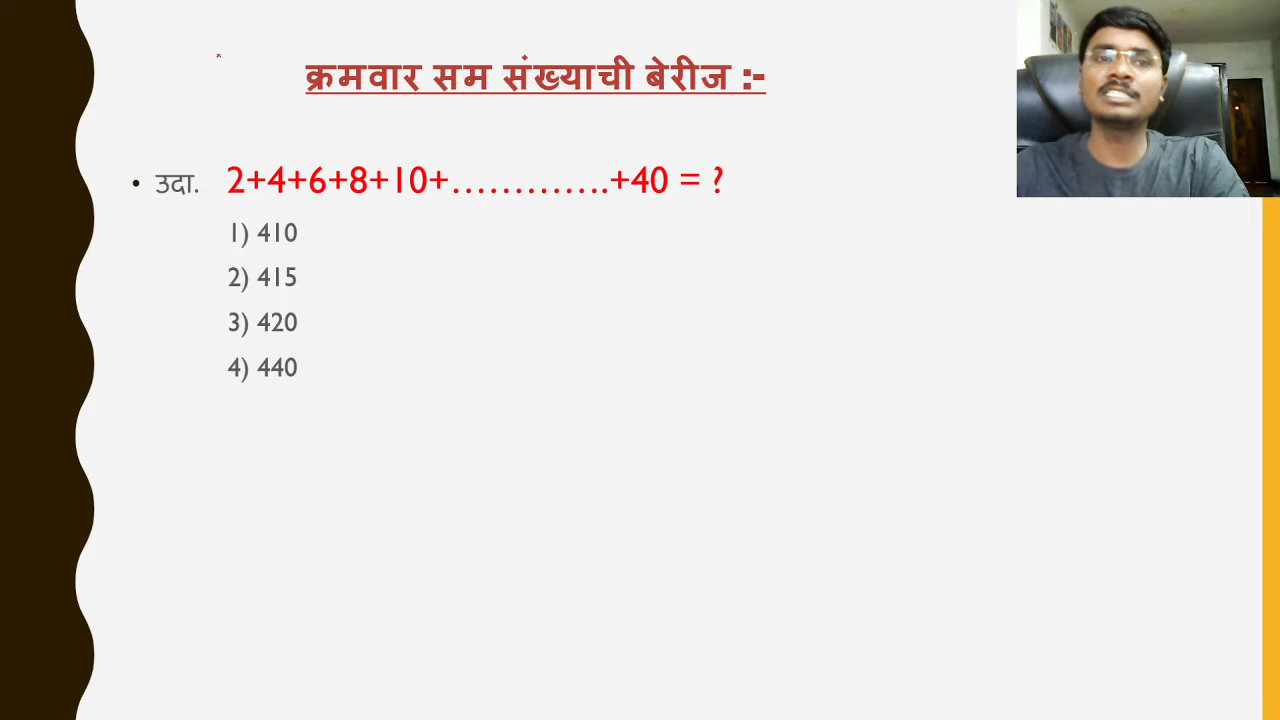 * क्रमवार सम संख्याची बेरीज :-
• उदा. 2+4+6+8+10+………….+40 = ?
1) 410
2) 415
3) 420
4) 440